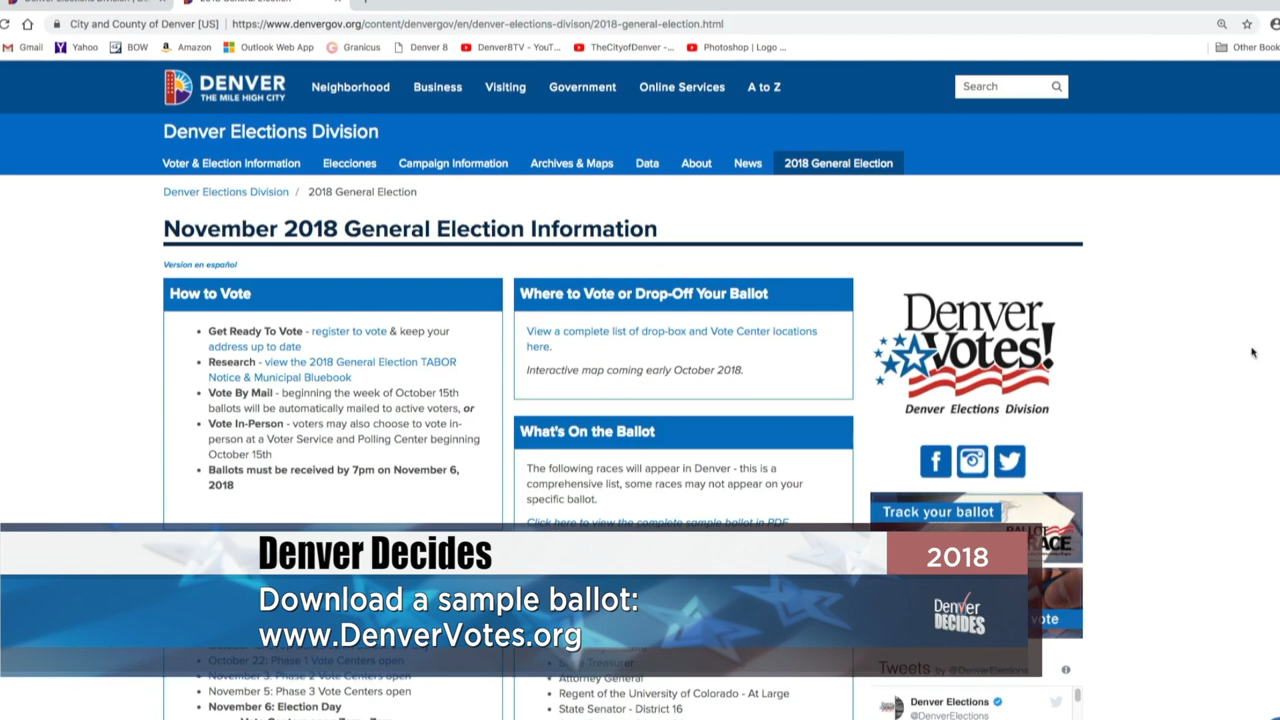 City and County of Denver [US] | https://www.denvergov.org/content/denvergov/en/denver-elections-divison/2018-general-election.html
Gmail Yahoo BOW Amazon Outlook Web App Granicus Denver 8 Denver8TV - YouT... TheCityofDenver -... Photoshop | Logo ... Other Book
DENVER
THE MILE HIGH CITY
Neighborhood Business Visiting Government Online Services A to Z Search
Denver Elections Division
Voter & Election Information Elecciones Campaign Information Archives & Maps Data About News 2018 General Election
Denver Elections Division / 2018 General Election
November 2018 General Election Information
Version en español
How to Vote
• Get Ready To Vote - register to vote & keep your
address up to date
• Research - view the 2018 General Election TABOR
Notice & Municipal Bluebook
• Vote By Mail - beginning the week of October 15th
ballots will be automatically mailed to active voters, or
• Vote In-Person - voters may also choose to vote in-
person at a Voter Service and Polling Center beginning
October 15th
• Ballots must be received by 7pm on November 6,
2018
Where to Vote or Drop-Off Your Ballot
View a complete list of drop-box and Vote Center locations
here.
Interactive map coming early October 2018.
What's On the Ballot
The following races will appear in Denver - this is a
comprehensive list, some races may not appear on your
specific ballot.
Click here to view the complete sample ballot in PDF
Denver
Votes!
Denver Elections Division
Track your ballot
BALLOT
vote
Denver Decides
2018
Download a sample ballot:
www.DenverVotes.org
Denver
DECIDES
October 22: Phase 1 Vote Centers open
November 3: Phase 2 Vote Centers open
November 5: Phase 3 Vote Centers open
November 6: Election Day
Treasurer
• Attorney General
• Regent of the University of Colorado - At Large
• State Senator - District 16
Tweets by @DenverElections
Denver Elections
@DenverElections